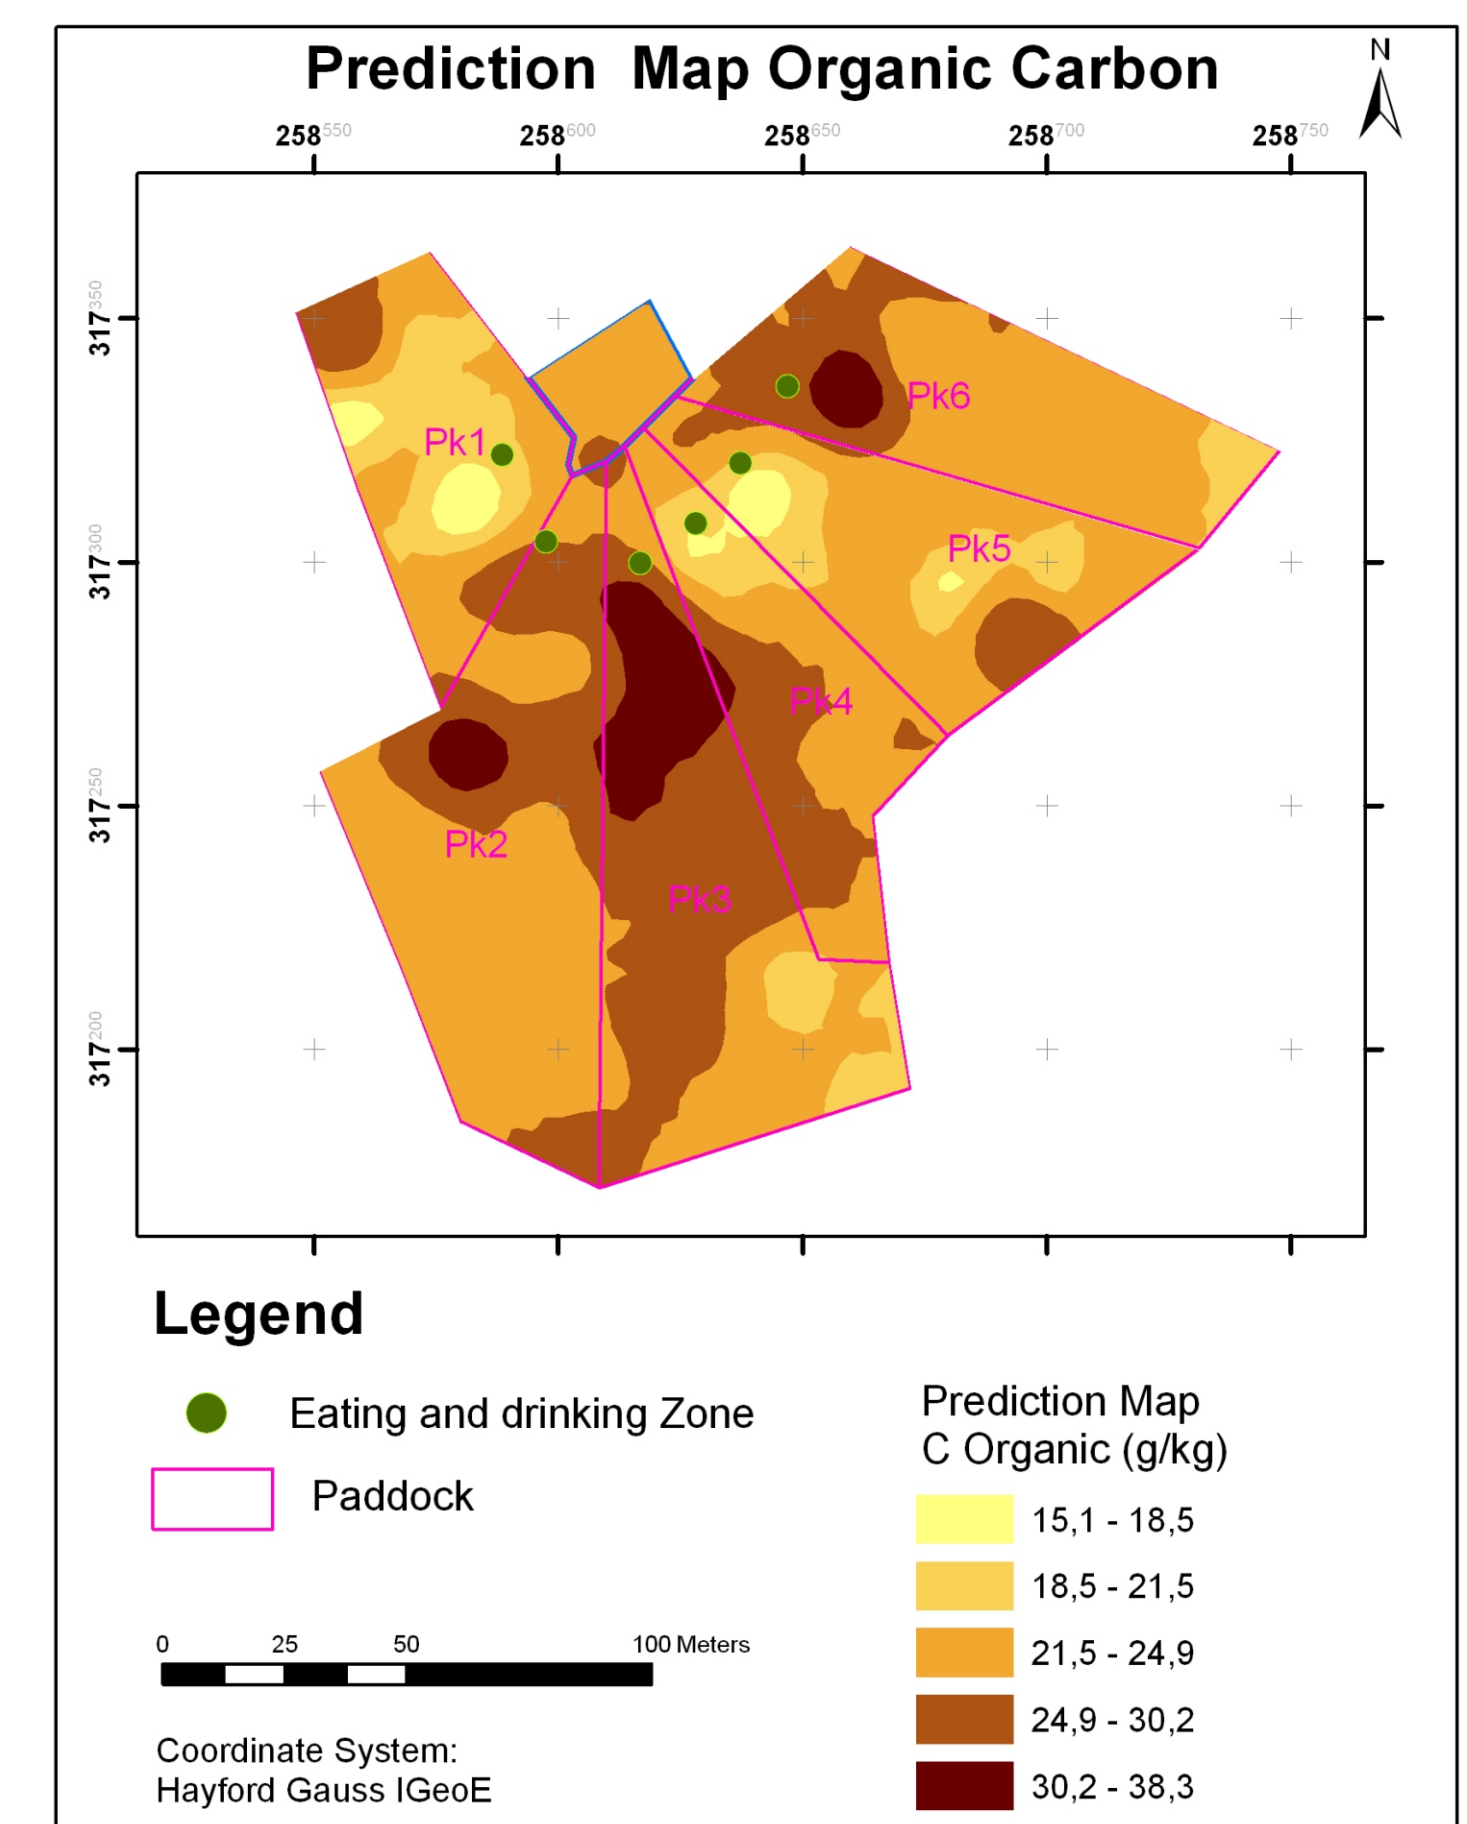 Prediction Map Organic Carbon
N
258550 258600 258650 258700 258750
317350
317300
317250
317200
Pk1
Pk6
Pk5
Pk4
Pk2
Pk3
Legend
Eating and drinking Zone
Paddock
0 25 50 100 Meters
Coordinate System:
Hayford Gauss IGeoE
Prediction Map
C Organic (g/kg)
15,1 - 18,5
18,5 - 21,5
21,5 - 24,9
24,9 - 30,2
30,2 - 38,3